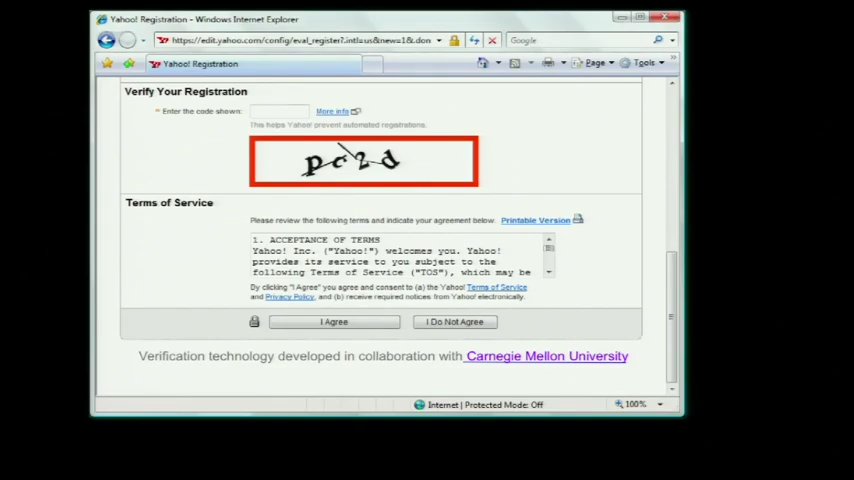 Yahoo! Registration - Windows Internet Explorer
https://edit.yahoo.com/config/eval_register?.intl=us&new=1&.don
Google
Yahoo! Registration
Page
Tools
Verify Your Registration
* Enter the code shown:
More info
This helps Yahoo! prevent automated registrations.
pc2d
Terms of Service
Please review the following terms and indicate your agreement below. Printable Version
1. ACCEPTANCE OF TERMS
Yahoo! Inc. ("Yahoo!") welcomes you. Yahoo!
provides its service to you subject to the
following Terms of Service ("TOS"), which may be
By clicking "I Agree" you agree and consent to (a) the Yahoo! Terms of Service
and Privacy Policy, and (b) receive required notices from Yahoo! electronically.
I Agree
I Do Not Agree
Verification technology developed in collaboration with Carnegie Mellon University
Internet | Protected Mode: Off
100%